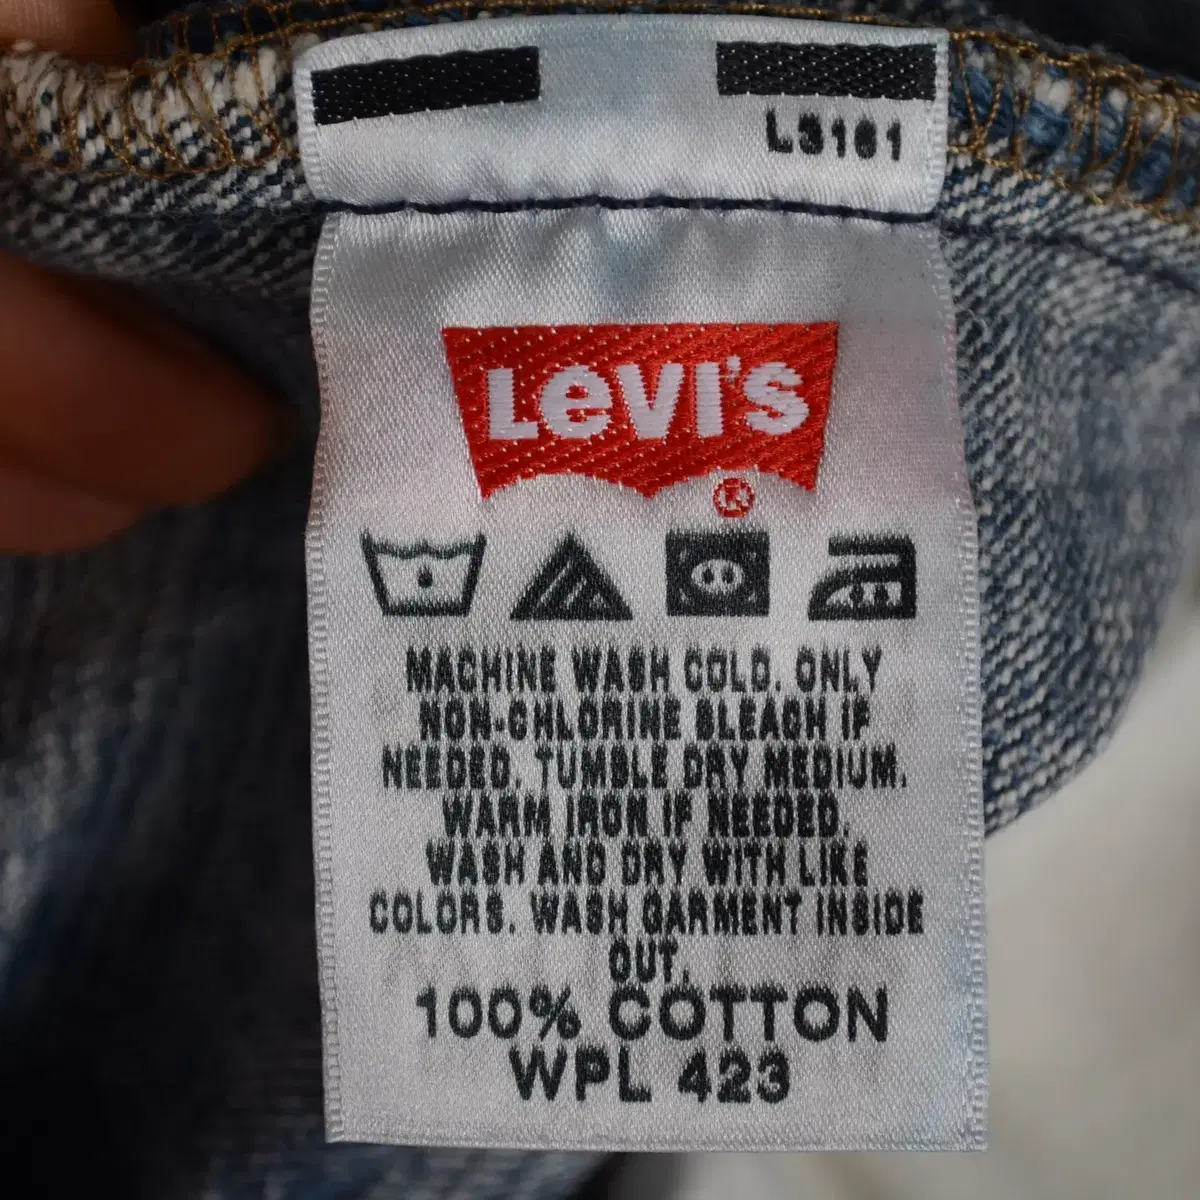 L3161
Levi's
®
MACHINE WASH COLD. ONLY
NON-CHLORINE BLEACH IF
NEEDED. TUMBLE DRY MEDIUM.
WARM IRON IF NEEDED.
WASH AND DRY WITH LIKE
COLORS. WASH GARMENT INSIDE
OUT.
100% COTTON
WPL 423